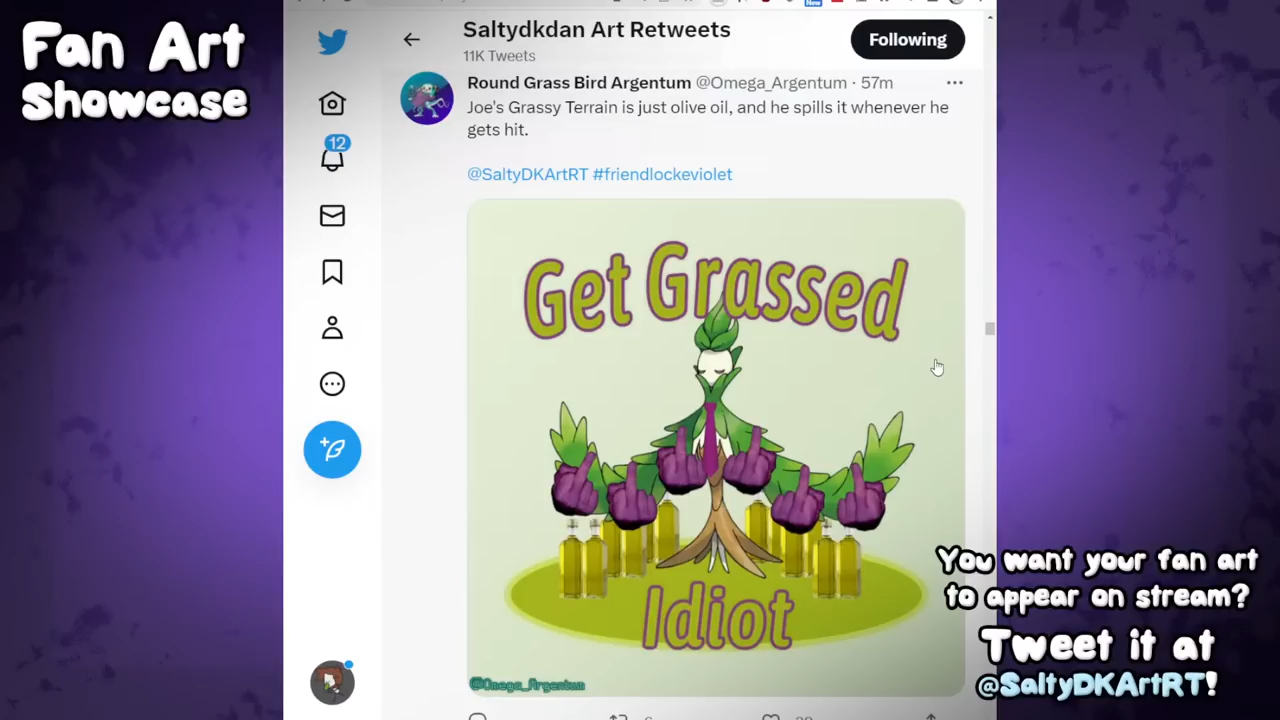 Fan Art
Showcase
New
Saltydkdan Art Retweets
11K Tweets
Following
12
Round Grass Bird Argentum @Omega_Argentum · 57m
Joe's Grassy Terrain is just olive oil, and he spills it whenever he
gets hit.
@SaltyDKArtRT #friendlockeviolet
Get Grassed
Idiot
@Omega_Argentum
You want your fan art
to appear on stream?
Tweet it at
@SaltyDKArtRT!